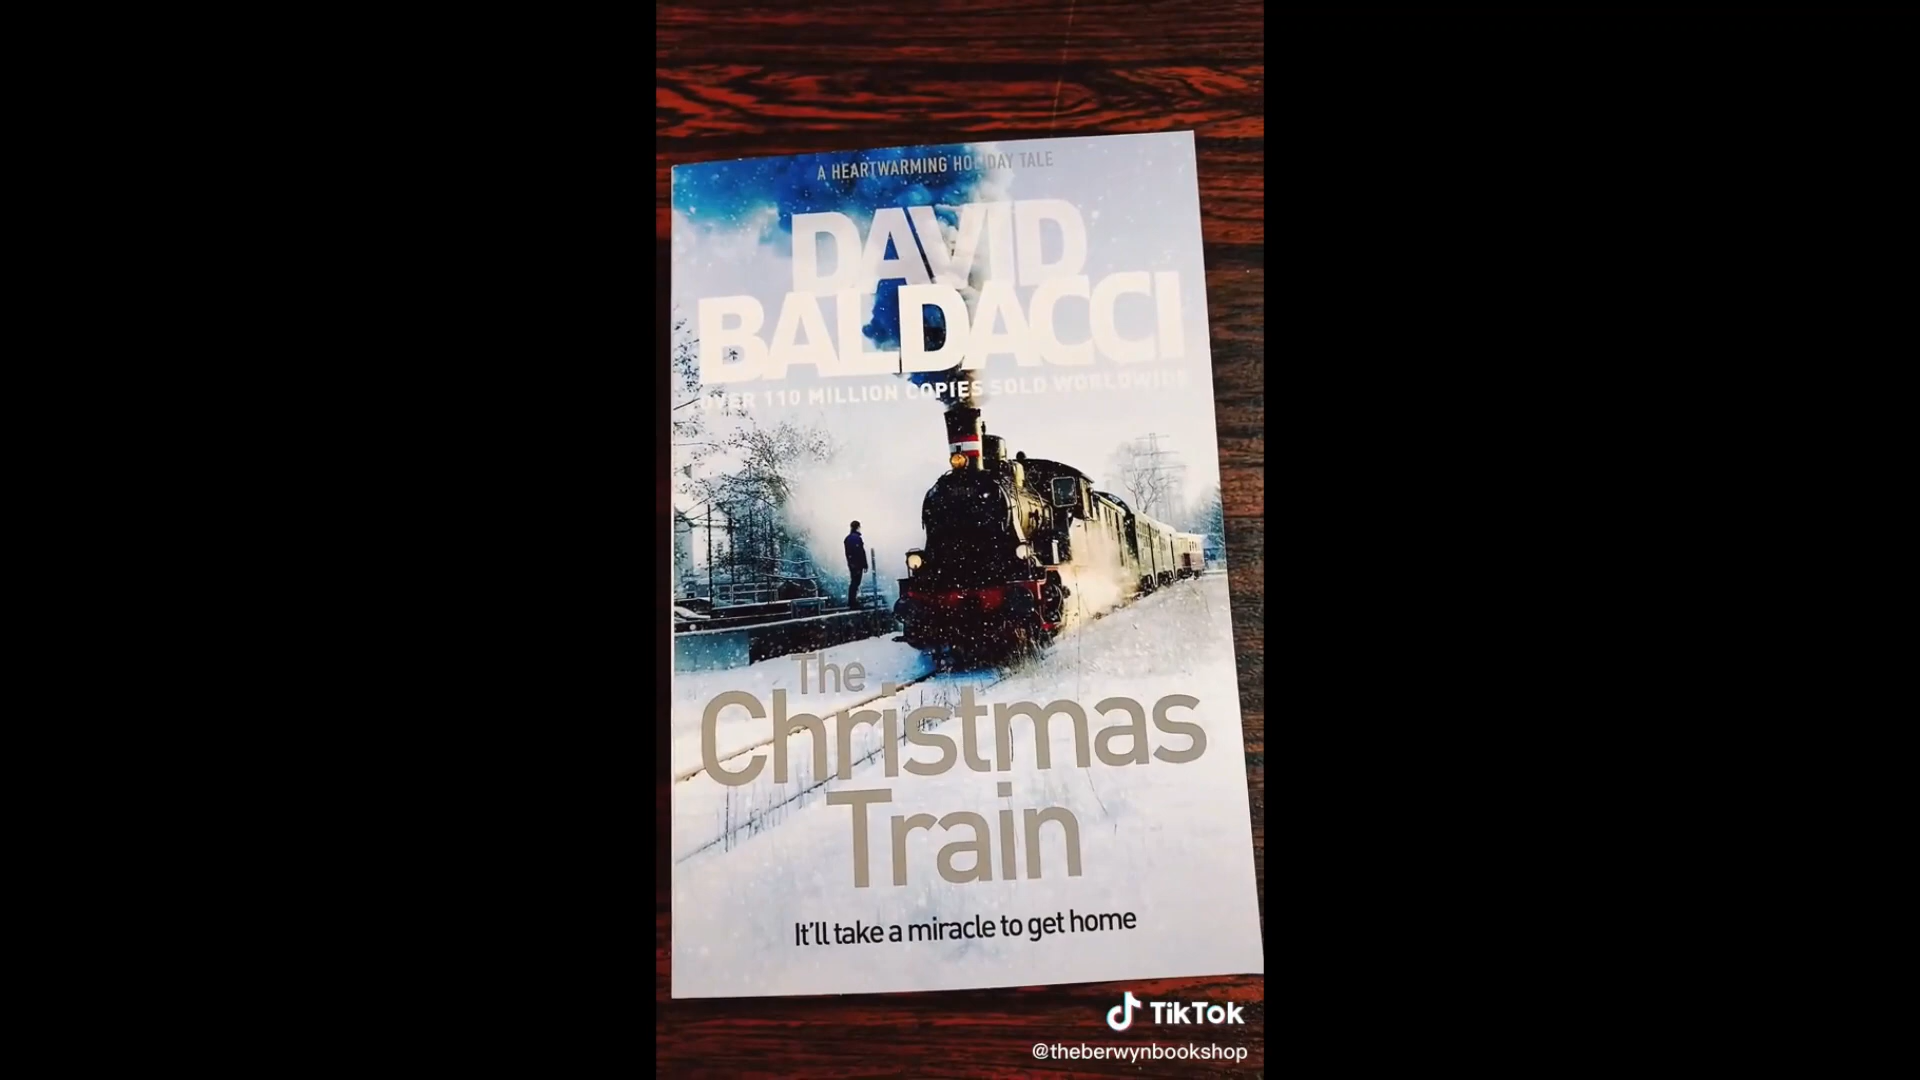 A HEARTWARMING HOLIDAY TALE
DAVID
BALDACCI
OVER 110 MILLION COPIES SOLD WORLDWIDE
The
Christmas
Train
It'll take a miracle to get home
TikTok
@theberwynbookshop